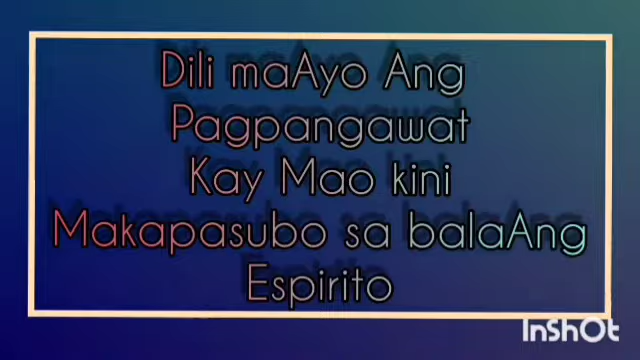 Dili maAyo Ang
Pagpangawat
Kay Mao kini
Makapasubo sa balaAng
Espirito
InShOt